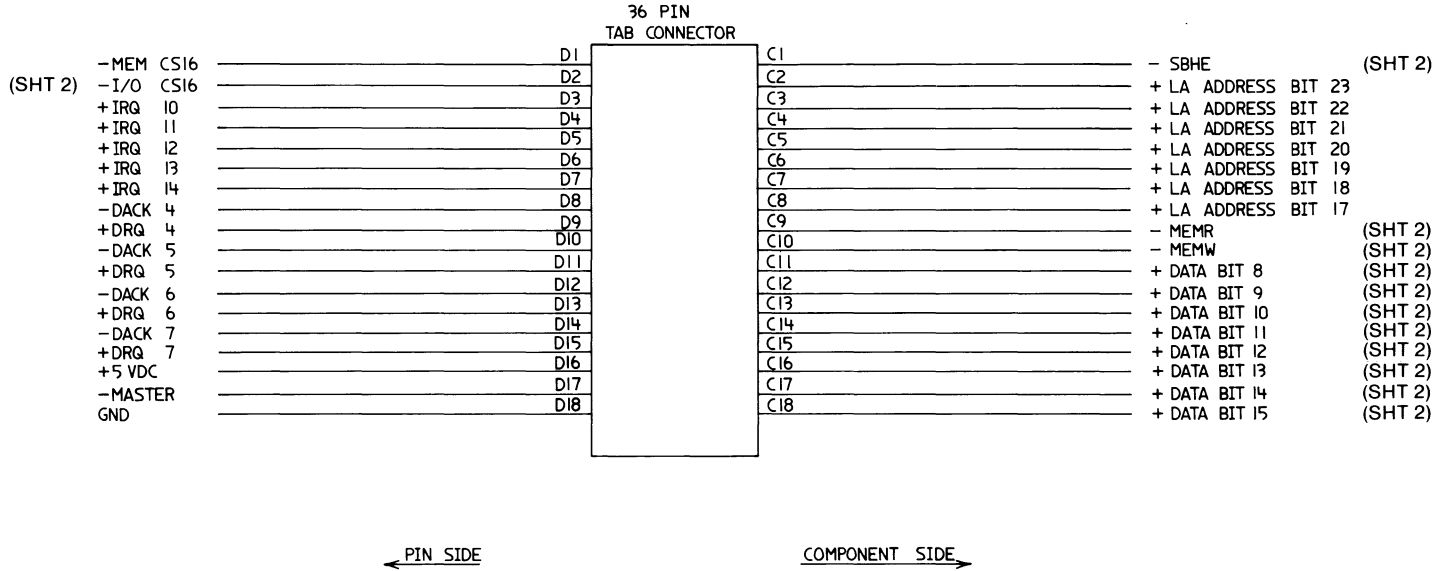 36 PIN
TAB CONNECTOR
-MEM CS16 D1
(SHT 2) -I/O CS16 D2
+IRQ 10 D3
+IRQ 11 D4
+IRQ 12 D5
+IRQ 13 D6
+IRQ 14 D7
-DACK 4 D8
+DRQ 4 D9
-DACK 5 D10
+DRQ 5 D11
-DACK 6 D12
+DRQ 6 D13
-DACK 7 D14
+DRQ 7 D15
+5 VDC D16
-MASTER D17
GND D18
C1 - SBHE (SHT 2)
C2 + LA ADDRESS BIT 23
C3 + LA ADDRESS BIT 22
C4 + LA ADDRESS BIT 21
C5 + LA ADDRESS BIT 20
C6 + LA ADDRESS BIT 19
C7 + LA ADDRESS BIT 18
C8 + LA ADDRESS BIT 17
C9 - MEMR (SHT 2)
C10 - MEMW (SHT 2)
C11 + DATA BIT 8 (SHT 2)
C12 + DATA BIT 9 (SHT 2)
C13 + DATA BIT 10 (SHT 2)
C14 + DATA BIT 11 (SHT 2)
C15 + DATA BIT 12 (SHT 2)
C16 + DATA BIT 13 (SHT 2)
C17 + DATA BIT 14 (SHT 2)
C18 + DATA BIT 15 (SHT 2)
PIN SIDE
COMPONENT SIDE